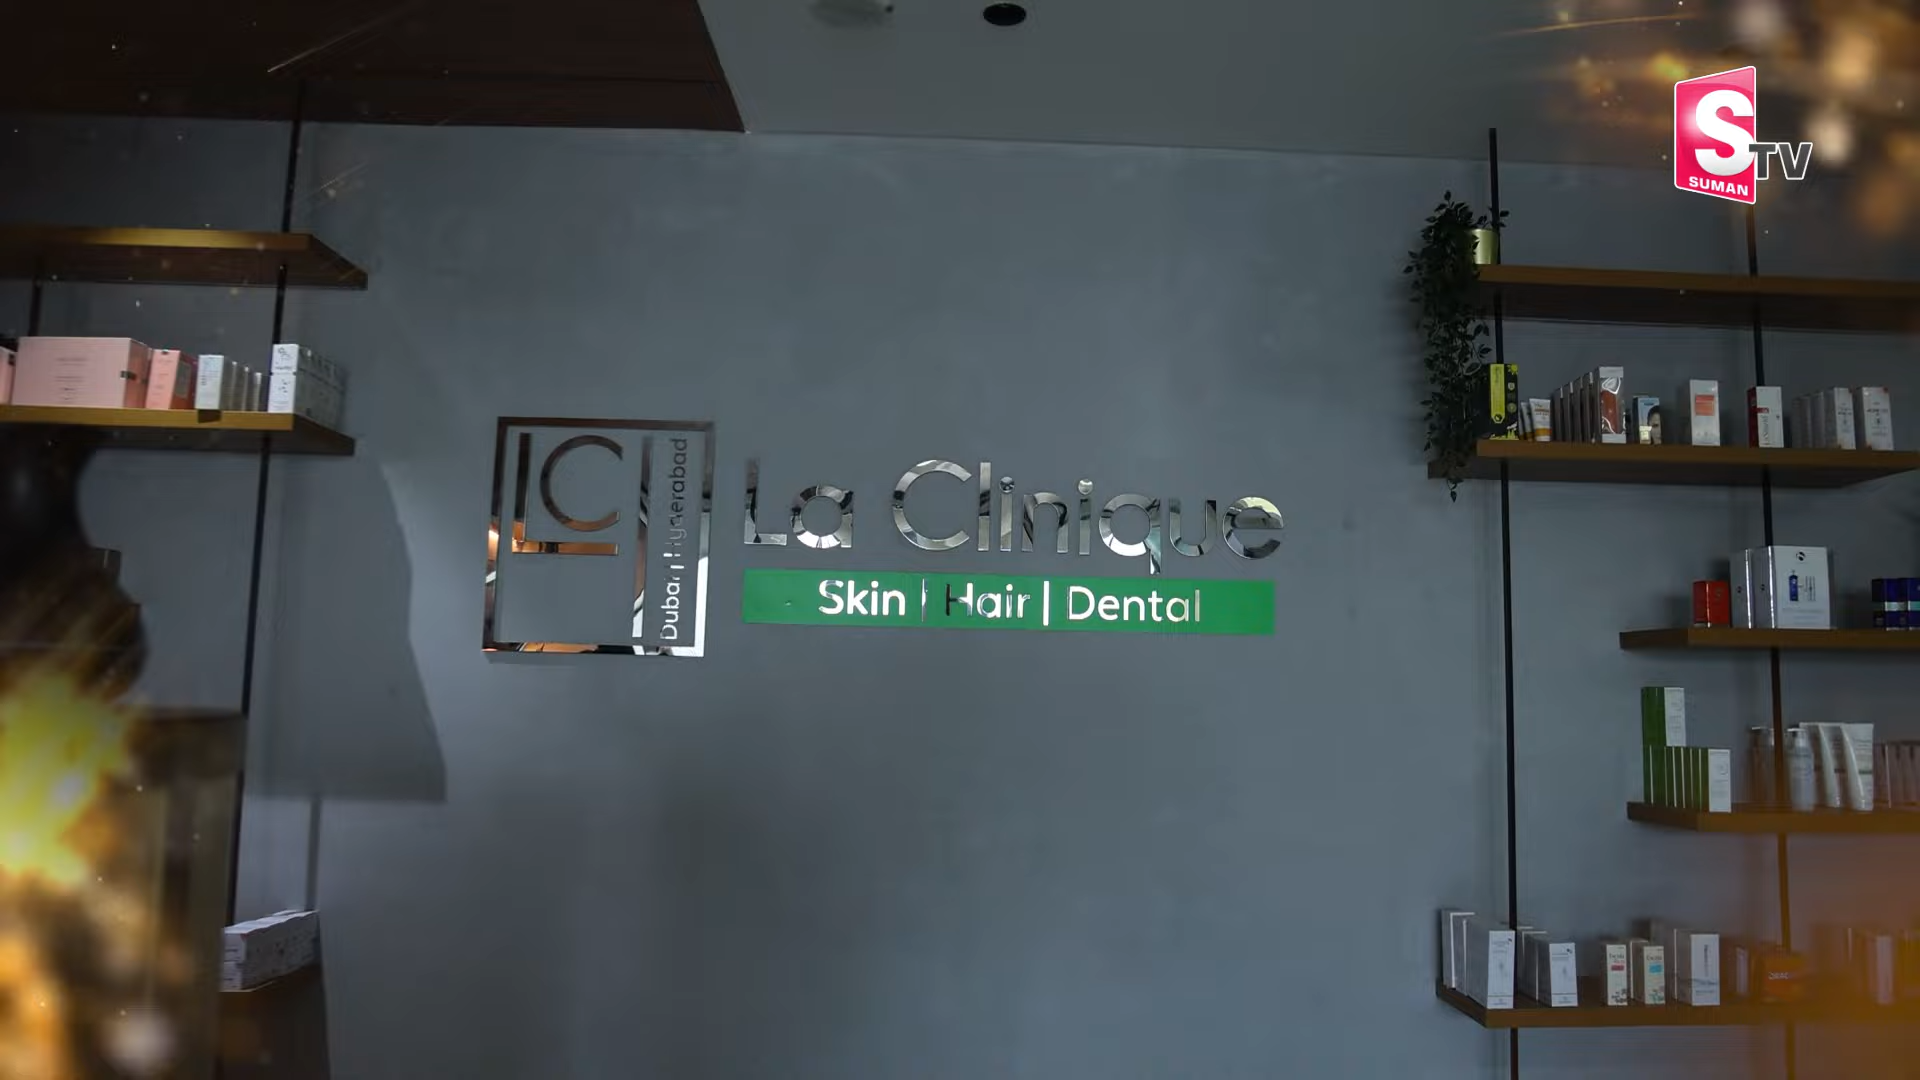 S
TV
SUMAN
LC
Dubai | Hyderabad
La Clinique
Skin | Hair | Dental